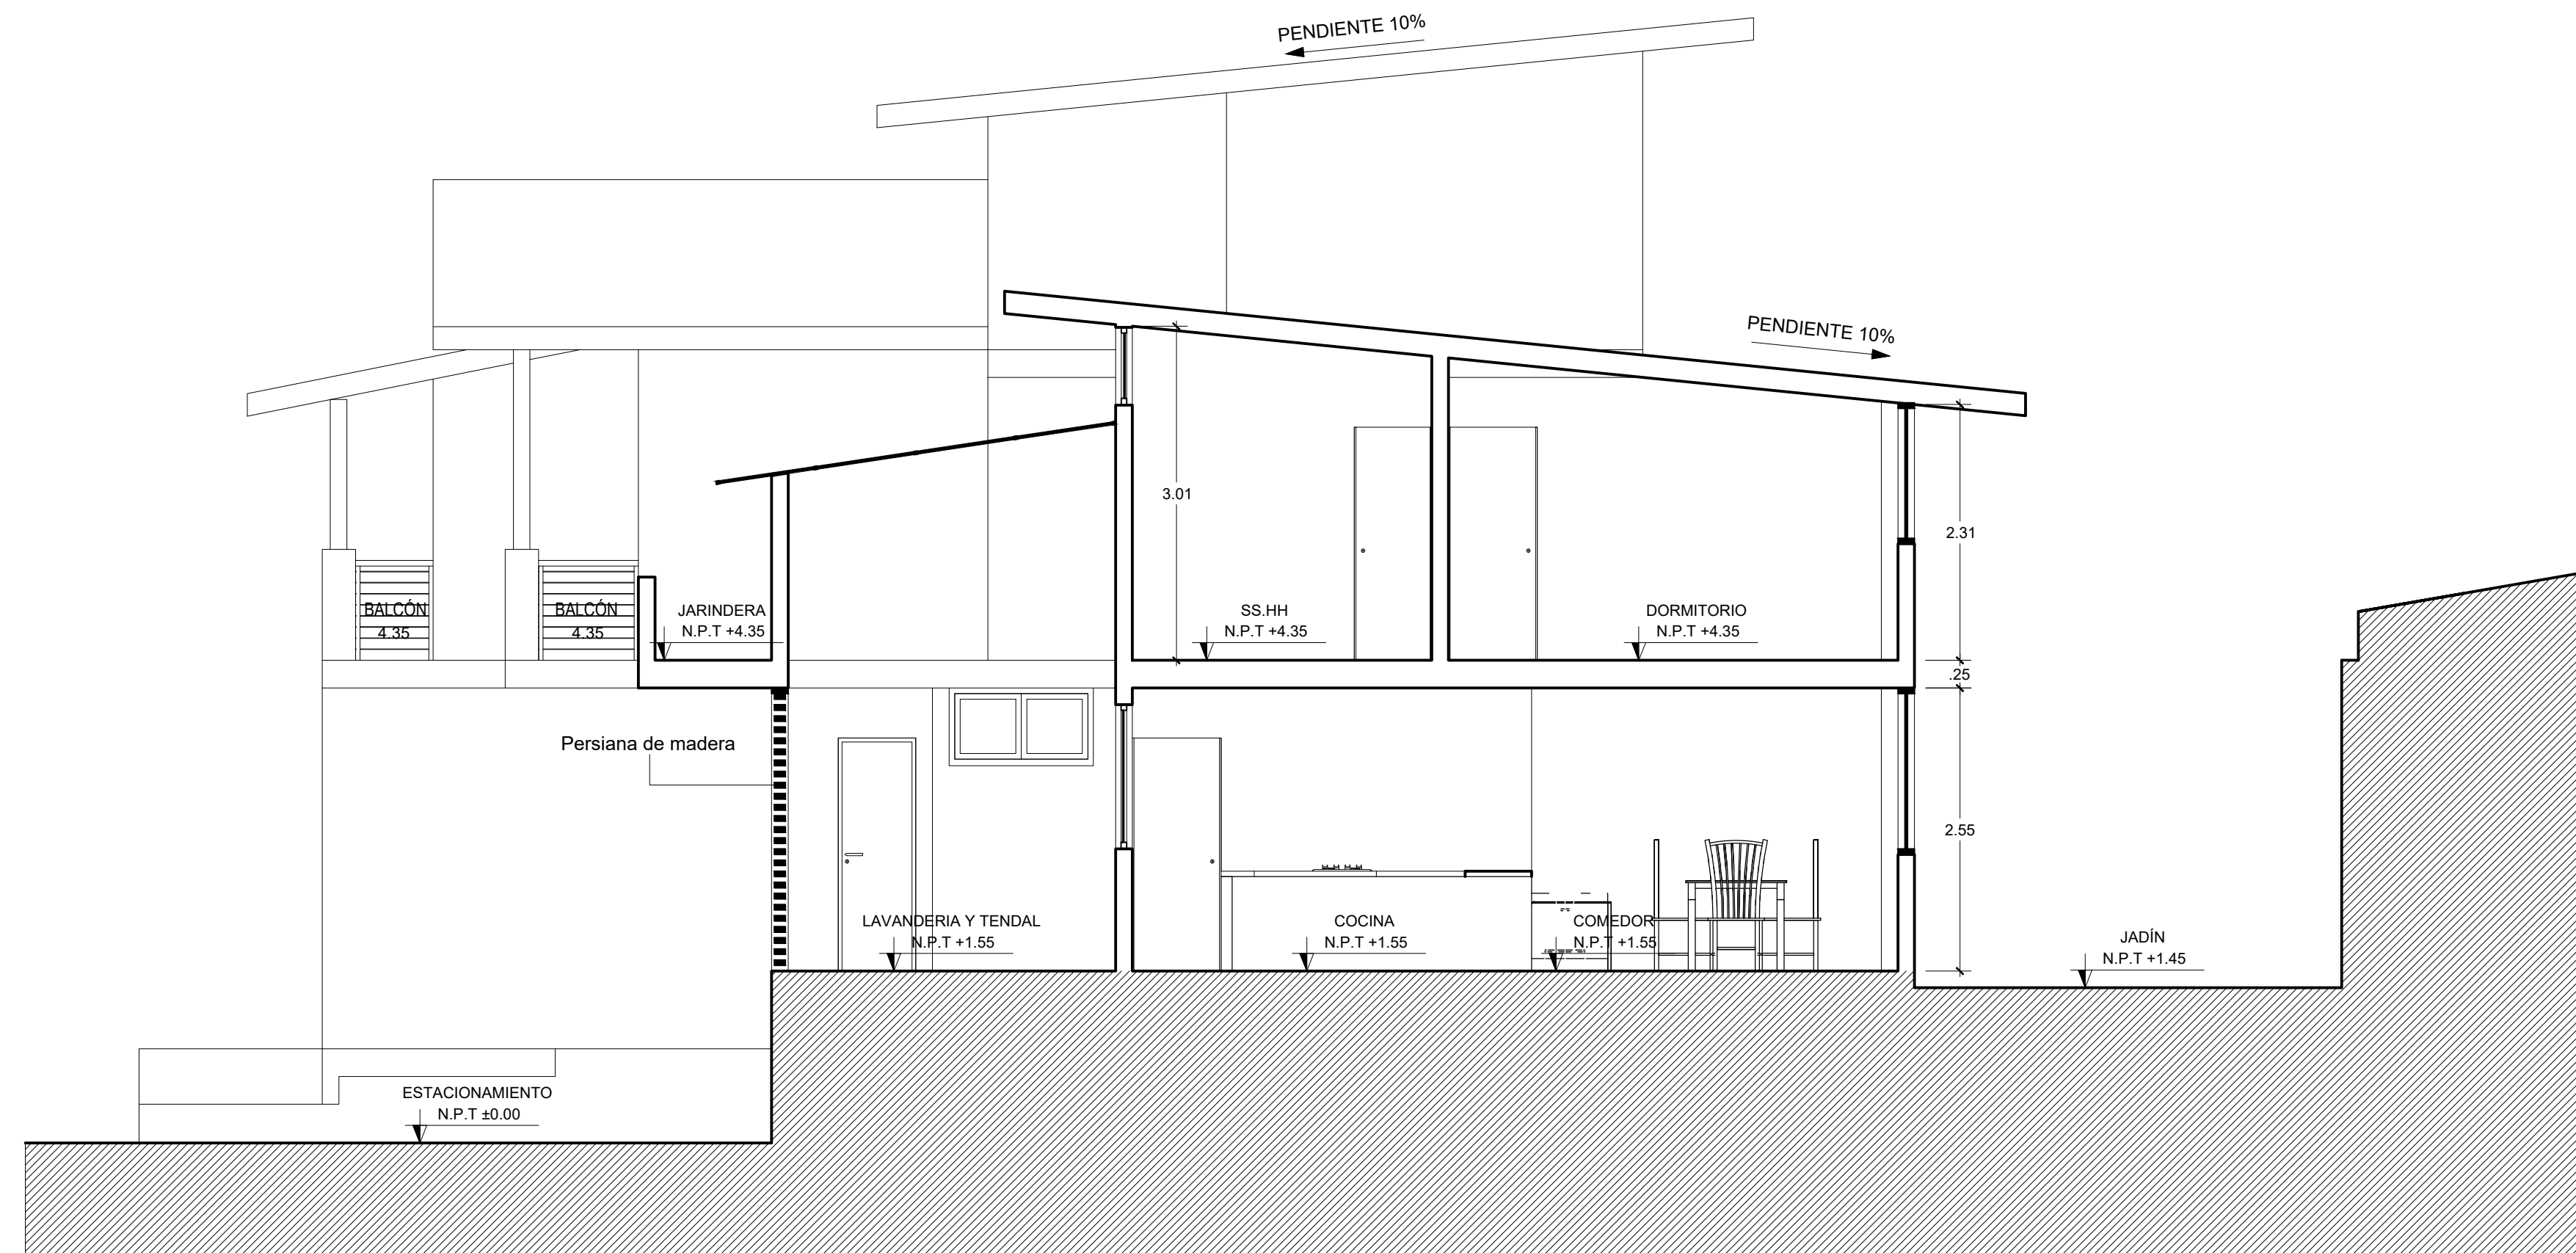 PENDIENTE 10%
PENDIENTE 10%
3.01
2.31
BALCÓN
4.35
BALCÓN
4.35
JARINDERA
N.P.T +4.35
SS.HH
N.P.T +4.35
DORMITORIO
N.P.T +4.35
.25
Persiana de madera
2.55
LAVANDERIA Y TENDAL
N.P.T +1.55
COCINA
N.P.T +1.55
COMEDOR
N.P.T +1.55
JADÍN
N.P.T +1.45
ESTACIONAMIENTO
N.P.T ±0.00